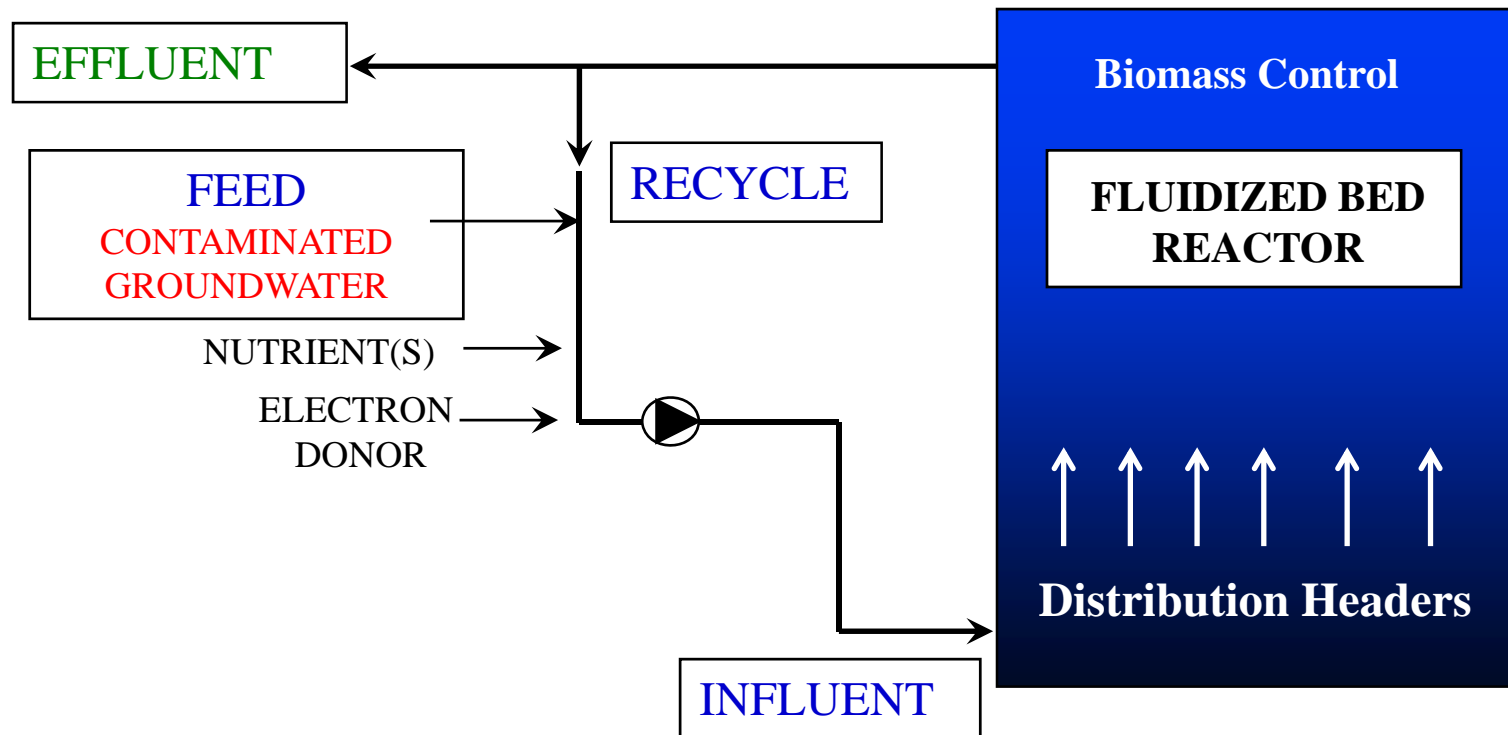 EFFLUENT
Biomass Control
FEED
CONTAMINATED
GROUNDWATER
RECYCLE
FLUIDIZED BED
REACTOR
NUTRIENT(S)
ELECTRON
DONOR
Distribution Headers
INFLUENT